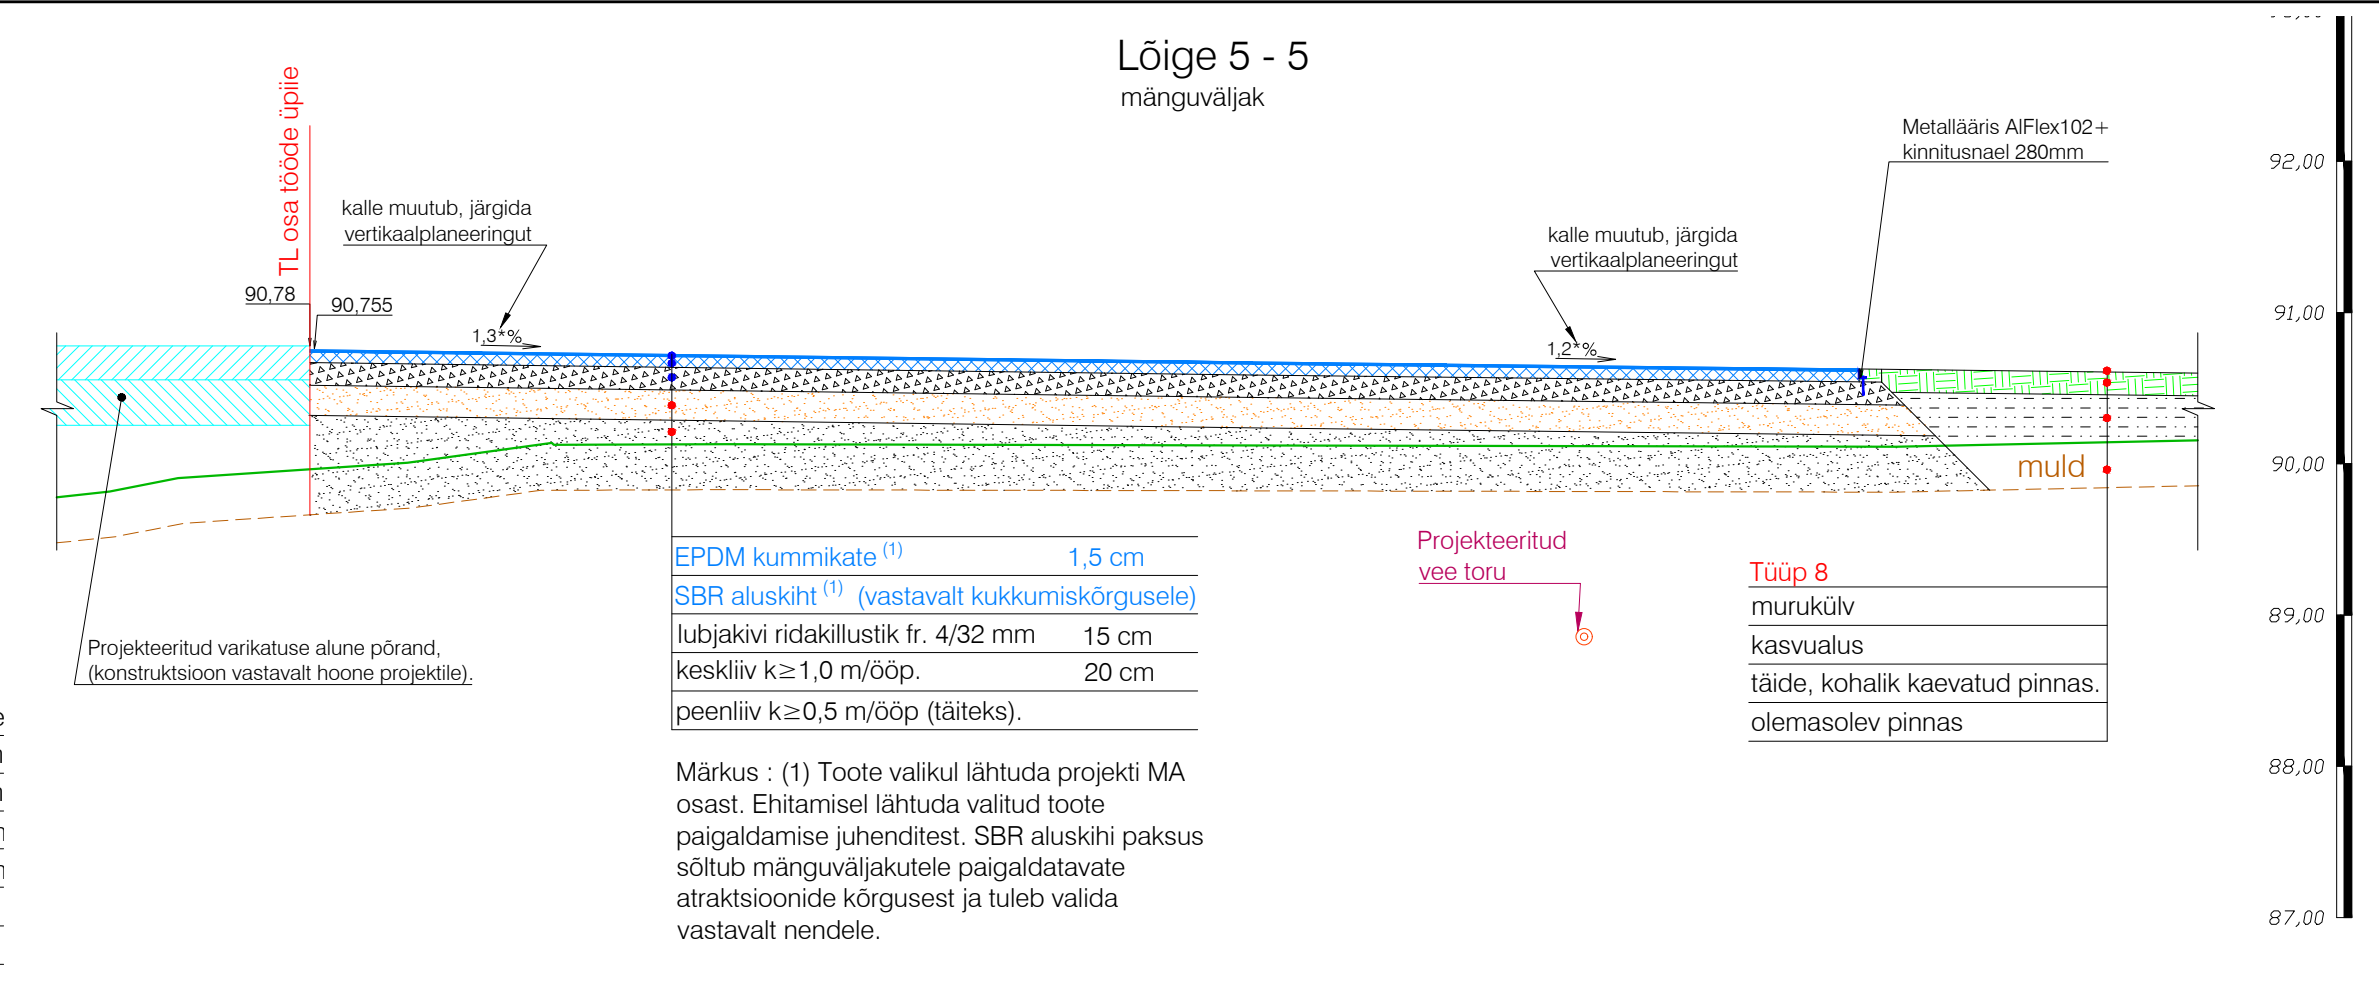 Lõige 5 - 5
mänguväljak
TL osa tööde üpiie
kalle muutub, järgida
vertikaalplaneeringut
90,78
90,755
1,3*%
kalle muutub, järgida
vertikaalplaneeringut
1,2*%
Metallääris AlFlex102+
kinnitusnael 280mm
92,00
91,00
90,00
89,00
88,00
87,00
muld
Projekteeritud varikatuse alune põrand,
(konstruktsioon vastavalt hoone projektile).
EPDM kummikate (1) 1,5 cm
SBR aluskiht (1) (vastavalt kukkumiskõrgusele)
lubjakivi ridakillustik fr. 4/32 mm 15 cm
keskliiv k≥1,0 m/ööp. 20 cm
peenliiv k≥0,5 m/ööp (täiteks).
Märkus : (1) Toote valikul lähtuda projekti MA
osast. Ehitamisel lähtuda valitud toote
paigaldamise juhenditest. SBR aluskihi paksus
sõltub mänguväljakutele paigaldatavate
atraktsioonide kõrgusest ja tuleb valida
vastavalt nendele.
Projekteeritud
vee toru
Tüüp 8
murukülv
kasvualus
täide, kohalik kaevatud pinnas.
olemasolev pinnas